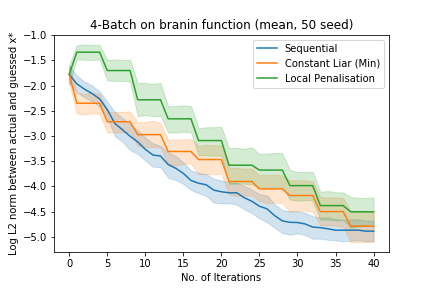 4-Batch on branin function (mean, 50 seed)
Log L2 norm between actual and guessed x*
−1.0
−1.5
−2.0
−2.5
−3.0
−3.5
−4.0
−4.5
−5.0
Sequential
Constant Liar (Min)
Local Penalisation
0 5 10 15 20 25 30 35 40
No. of Iterations